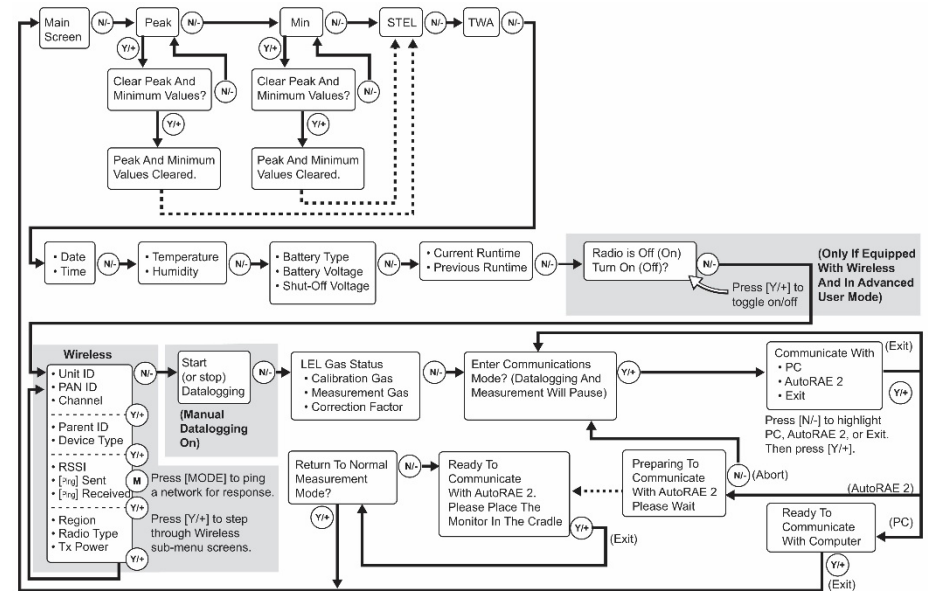 Main
Screen
N/-
Peak
N/-
Min
N/-
STEL
N/-
TWA
N/-
Y/+
Y/+
Clear Peak And
Minimum Values?
N/-
Clear Peak And
Minimum Values?
N/-
Y/+
Y/+
Peak And Minimum
Values Cleared.
Peak And Minimum
Values Cleared.
• Date
• Time
N/-
• Temperature
• Humidity
N/-
• Battery Type
• Battery Voltage
• Shut-Off Voltage
N/-
• Current Runtime
• Previous Runtime
N/-
Radio is Off (On)
Turn On (Off)?
N/-
Press [Y/+] to
toggle on/off
(Only If Equipped
With Wireless
And In Advanced
User Mode)
Wireless
• Unit ID
• PAN ID
• Channel
N/-
Y/+
• Parent ID
• Device Type
Y/+
• RSSI
• [Ping] Sent
• [Ping] Received
M
Press [MODE] to ping
a network for response.
Y/+
• Region
• Radio Type
• Tx Power
Press [Y/+] to step
through Wireless
sub-menu screens.
Y/+
Start
(or stop)
Datalogging
N/-
(Manual
Datalogging
On)
LEL Gas Status
• Calibration Gas
• Measurement Gas
• Correction Factor
N/-
Enter Communications
Mode? (Datalogging And
Measurement Will Pause)
Y/+
Communicate With
• PC
• AutoRAE 2
• Exit
(Exit)
Y/+
Press [N/-] to highlight
PC, AutoRAE 2, or Exit.
Then press [Y/+].
Return To Normal
Measurement
Mode?
N/-
Y/+
Ready To
Communicate
With AutoRAE 2.
Please Place The
Monitor In The Cradle
Y/+
(Exit)
Preparing To
Communicate
With AutoRAE 2
Please Wait
N/-
(Abort)
(AutoRAE 2)
Ready To
Communicate
With Computer
(PC)
Y/+
(Exit)